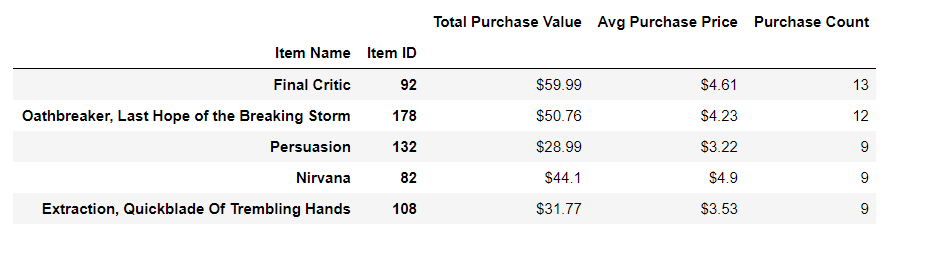 Total Purchase Value Avg Purchase Price Purchase Count
Item Name Item ID
Final Critic 92 $59.99 $4.61 13
Oathbreaker, Last Hope of the Breaking Storm 178 $50.76 $4.23 12
Persuasion 132 $28.99 $3.22 9
Nirvana 82 $44.1 $4.9 9
Extraction, Quickblade Of Trembling Hands 108 $31.77 $3.53 9